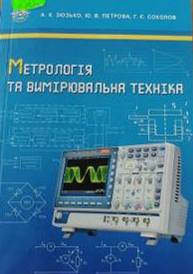 А. К. ЗЮЗЬКО, Ю. В. ПЕТРОВА, Г. Є. СОКОЛОВ
МЕТРОЛОГІЯ
ТА ВИМІРЮВАЛЬНА ТЕХНІКА